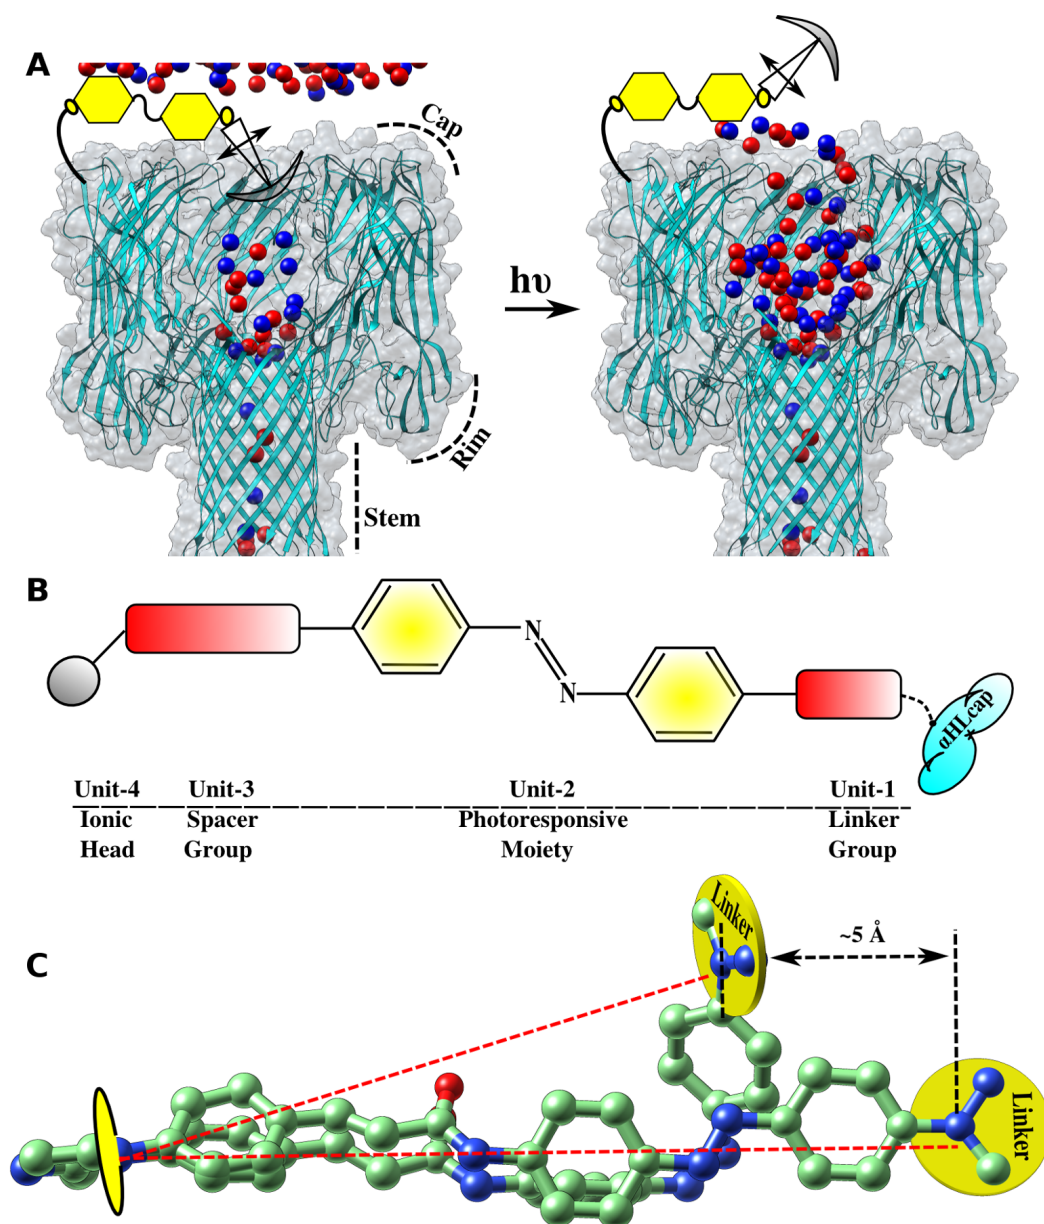 A
Cap
hυ
Rim
Stem
B
N
N
αHLcap
Unit-4 Unit-3 Unit-2 Unit-1
Ionic Spacer Photoresponsive Linker
Head Group Moiety Group
C
Linker
~5 Å
Linker